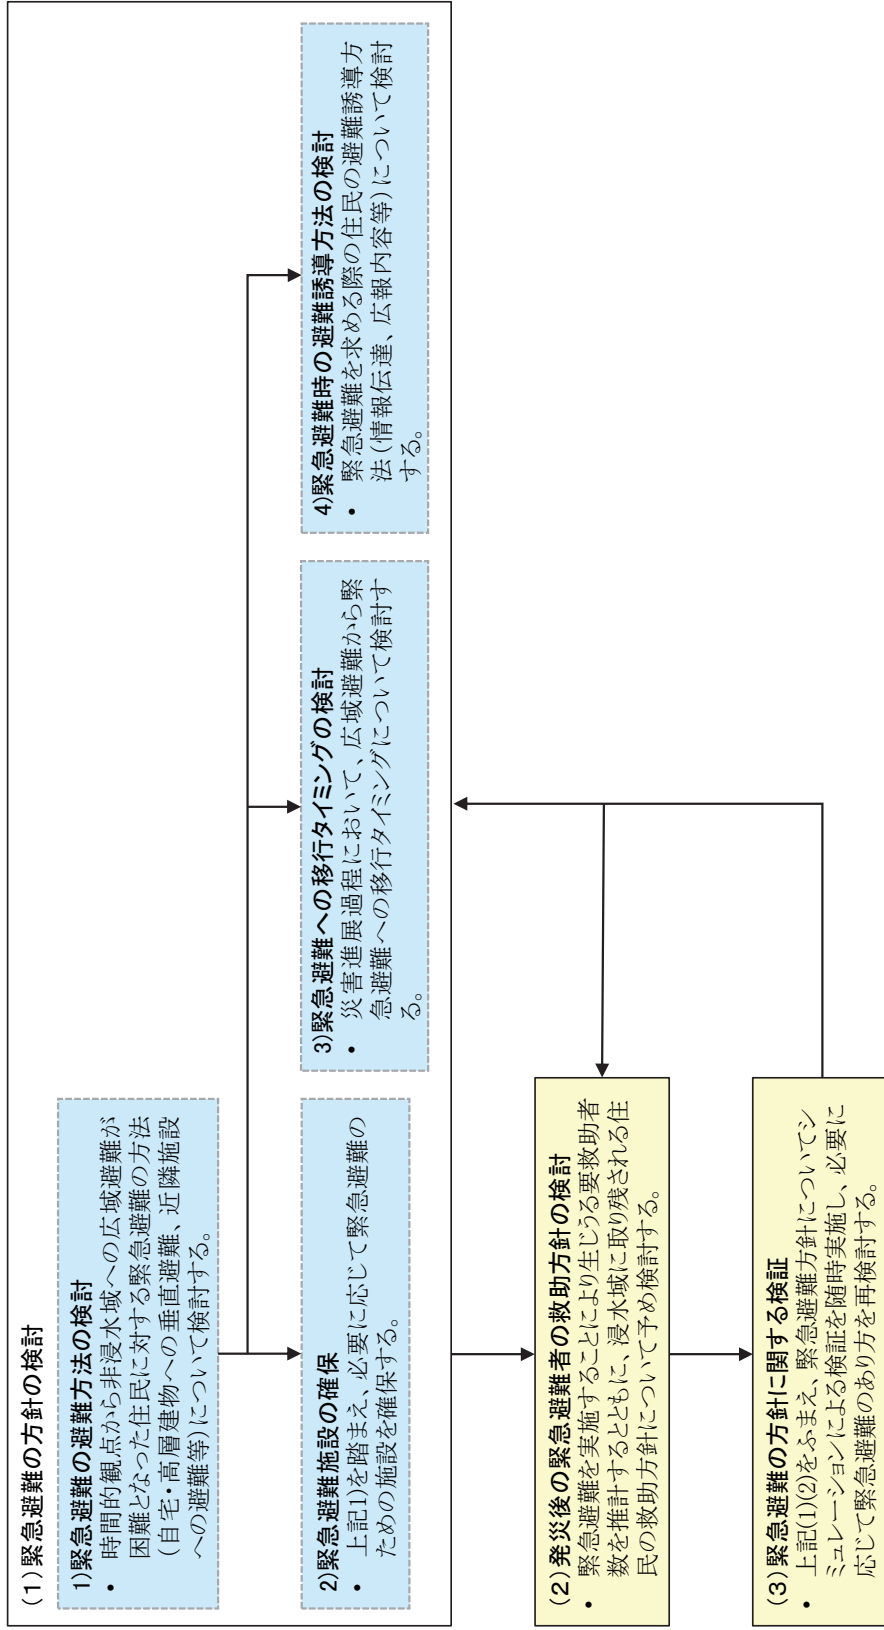 (1)緊急避難の方針の検討
1)緊急避難の避難方法の検討
• 時間的観点から非浸水域への広域避難が
困難となった住民に対する緊急避難の方法
(自宅・高層建物への垂直避難、近隣施設
への避難等)について検討する。
2)緊急避難施設の確保
• 上記1)を踏まえ、必要に応じて緊急避難の
ための施設を確保する。
3)緊急避難への移行タイミングの検討
• 災害進展過程において、広域避難から緊
急避難への移行タイミングについて検討す
る。
4)緊急避難時の避難誘導方法の検討
• 緊急避難を求める際の住民の避難誘導方
法(情報伝達、広報内容等)について検討
する。
(2)発災後の緊急避難者の救助方針の検討
• 緊急避難を実施することにより生じうる要救助者
数を推計するとともに、浸水域に取り残される住
民の救助方針について予め検討する。
(3)緊急避難の方針に関する検証
• 上記(1)(2)をふまえ、緊急避難方針についてシ
ミュレーションによる検証を随時実施し、必要に
応じて緊急避難のあり方を再検討する。